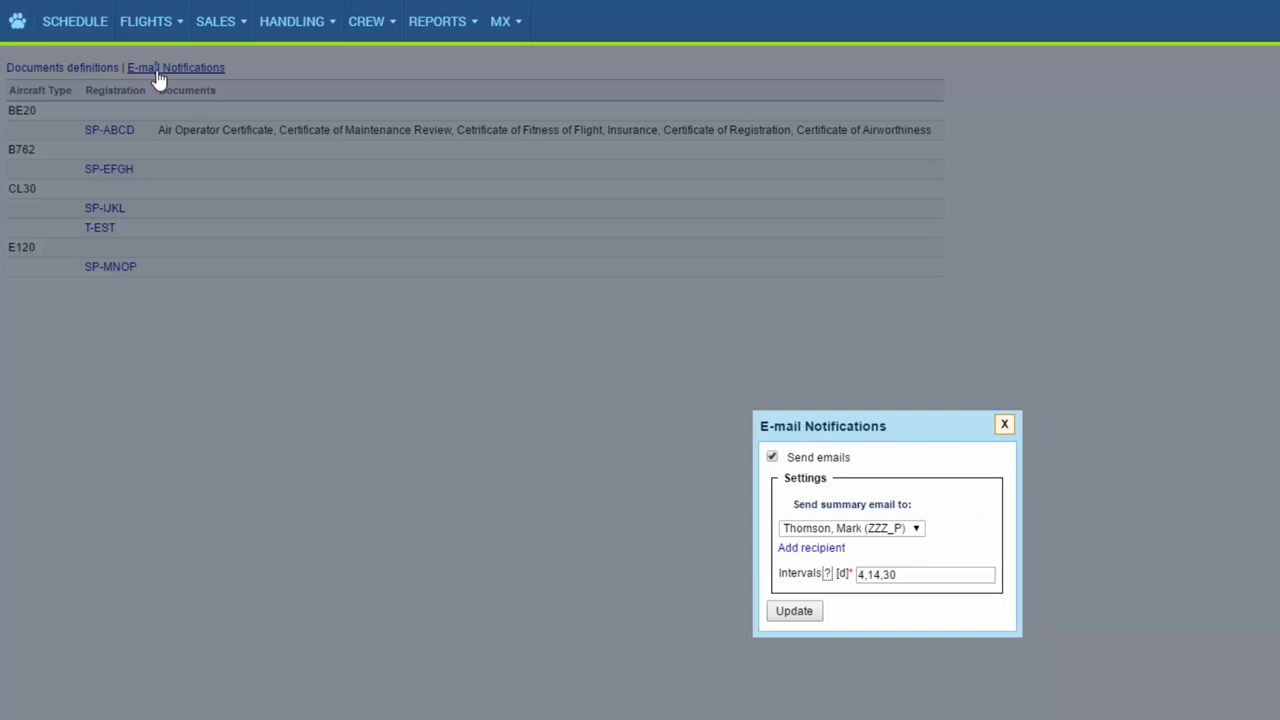 SCHEDULE FLIGHTS SALES HANDLING CREW REPORTS MX
Documents definitions | E-mail Notifications
Aircraft Type Registration Documents
BE20
SP-ABCD Air Operator Certificate, Certificate of Maintenance Review, Cetrificate of Fitness of Flight, Insurance, Certificate of Registration, Certificate of Airworthiness
B762
SP-EFGH
CL30
SP-IJKL
T-EST
E120
SP-MNOP
E-mail Notifications X
Send emails
Settings
Send summary email to:
Thomson, Mark (ZZZ_P)
Add recipient
Intervals[?] [d]* 4,14,30
Update